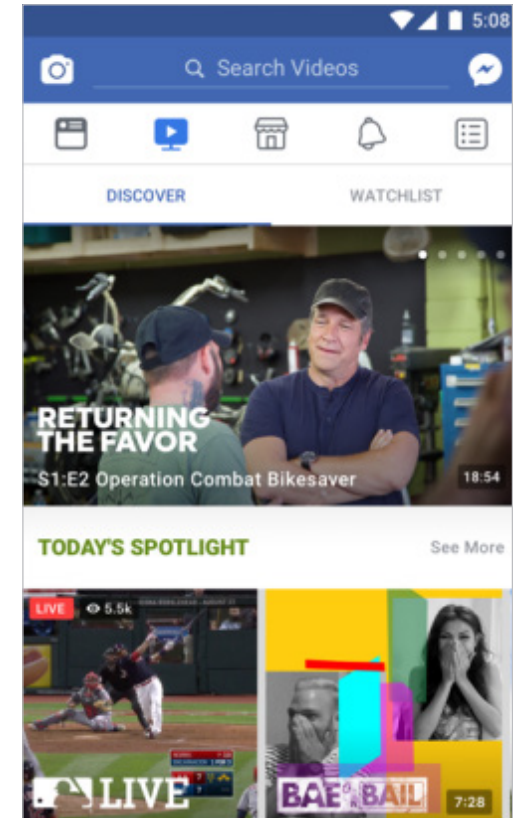 5:08
Search Videos
DISCOVER
WATCHLIST
RETURNING
THE FAVOR
S1:E2 Operation Combat Bikesaver
18:54
TODAY'S SPOTLIGHT
See More
LIVE
5.5k
LIVE
BAE OR BAIL
7:28